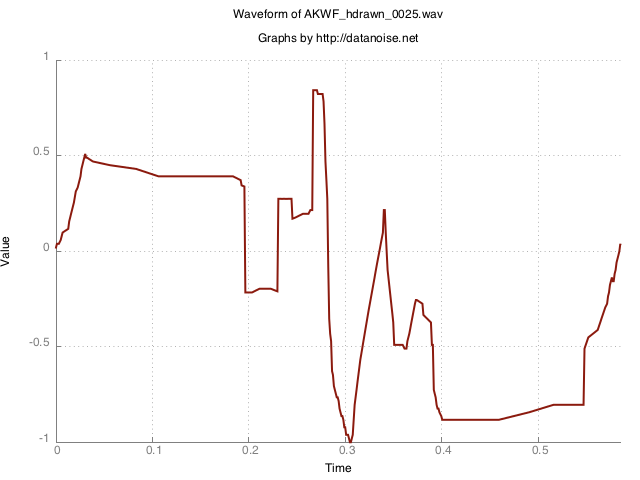 Waveform of AKWF_hdrawn_0025.wav
Graphs by http://datanoise.net
1
0.5
0
-0.5
-1
Value
0 0.1 0.2 0.3 0.4 0.5
Time